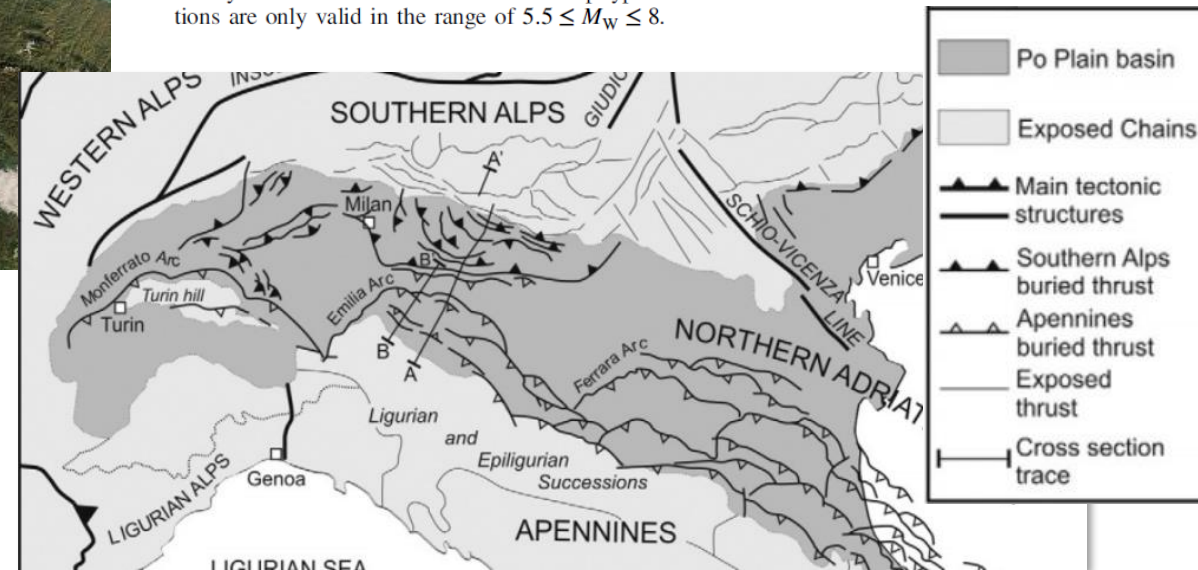 tions are only valid in the range of 5.5 ≤ M_W ≤ 8.
WESTERN ALPS
SOUTHERN ALPS
A'
Milan
SCHIO-VICENZA
LINE
Monferrato Arc
Turin hill
Turin
Emilia Arc
B'
B
A
Venice
NORTHERN
Ferrara Arc
Ligurian
and
Epiligurian
Successions
Genoa
LIGURIAN ALPS
APENNINES
LIGURIAN SEA
Po Plain basin
Exposed Chains
Main tectonic
structures
Southern Alps
buried thrust
Apennines
buried thrust
Exposed
thrust
Cross section
trace